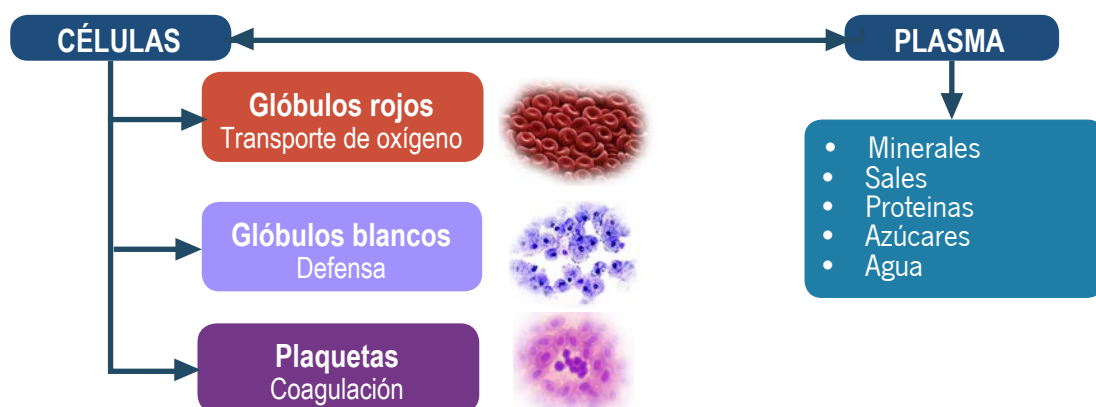 CÉLULAS
PLASMA
Glóbulos rojos
Transporte de oxígeno
Glóbulos blancos
Defensa
Plaquetas
Coagulación
• Minerales
• Sales
• Proteinas
• Azúcares
• Agua